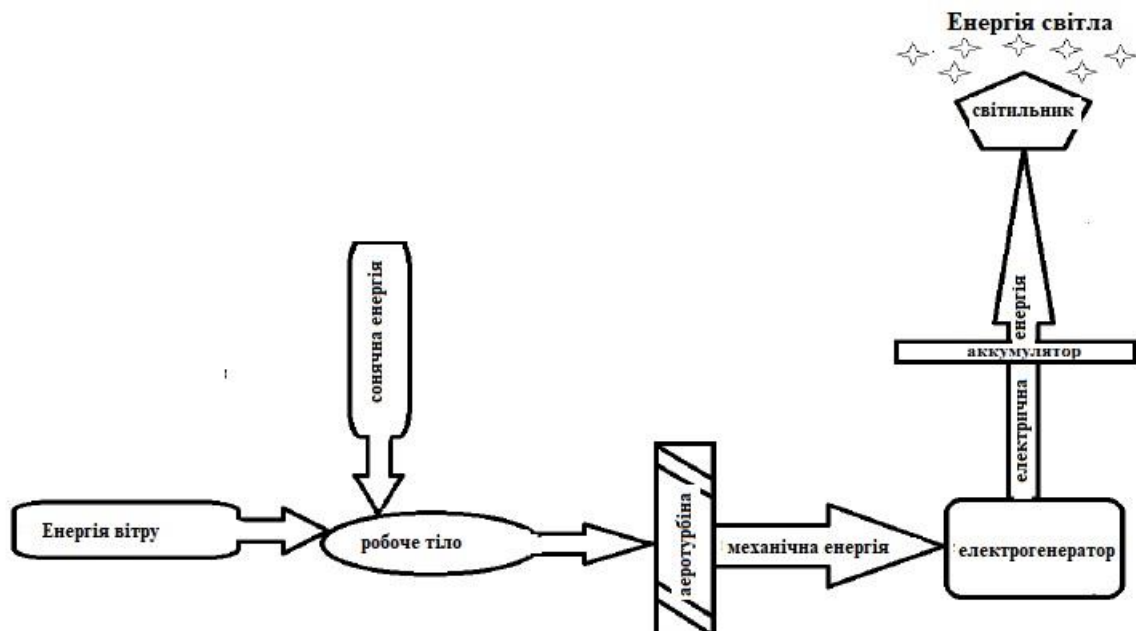 Енергія світла
світильник
сонячна енергія
енергія
аккумулятор
електрична
Енергія вітру
робоче тіло
аеротурбіна
механічна енергія
електрогенератор